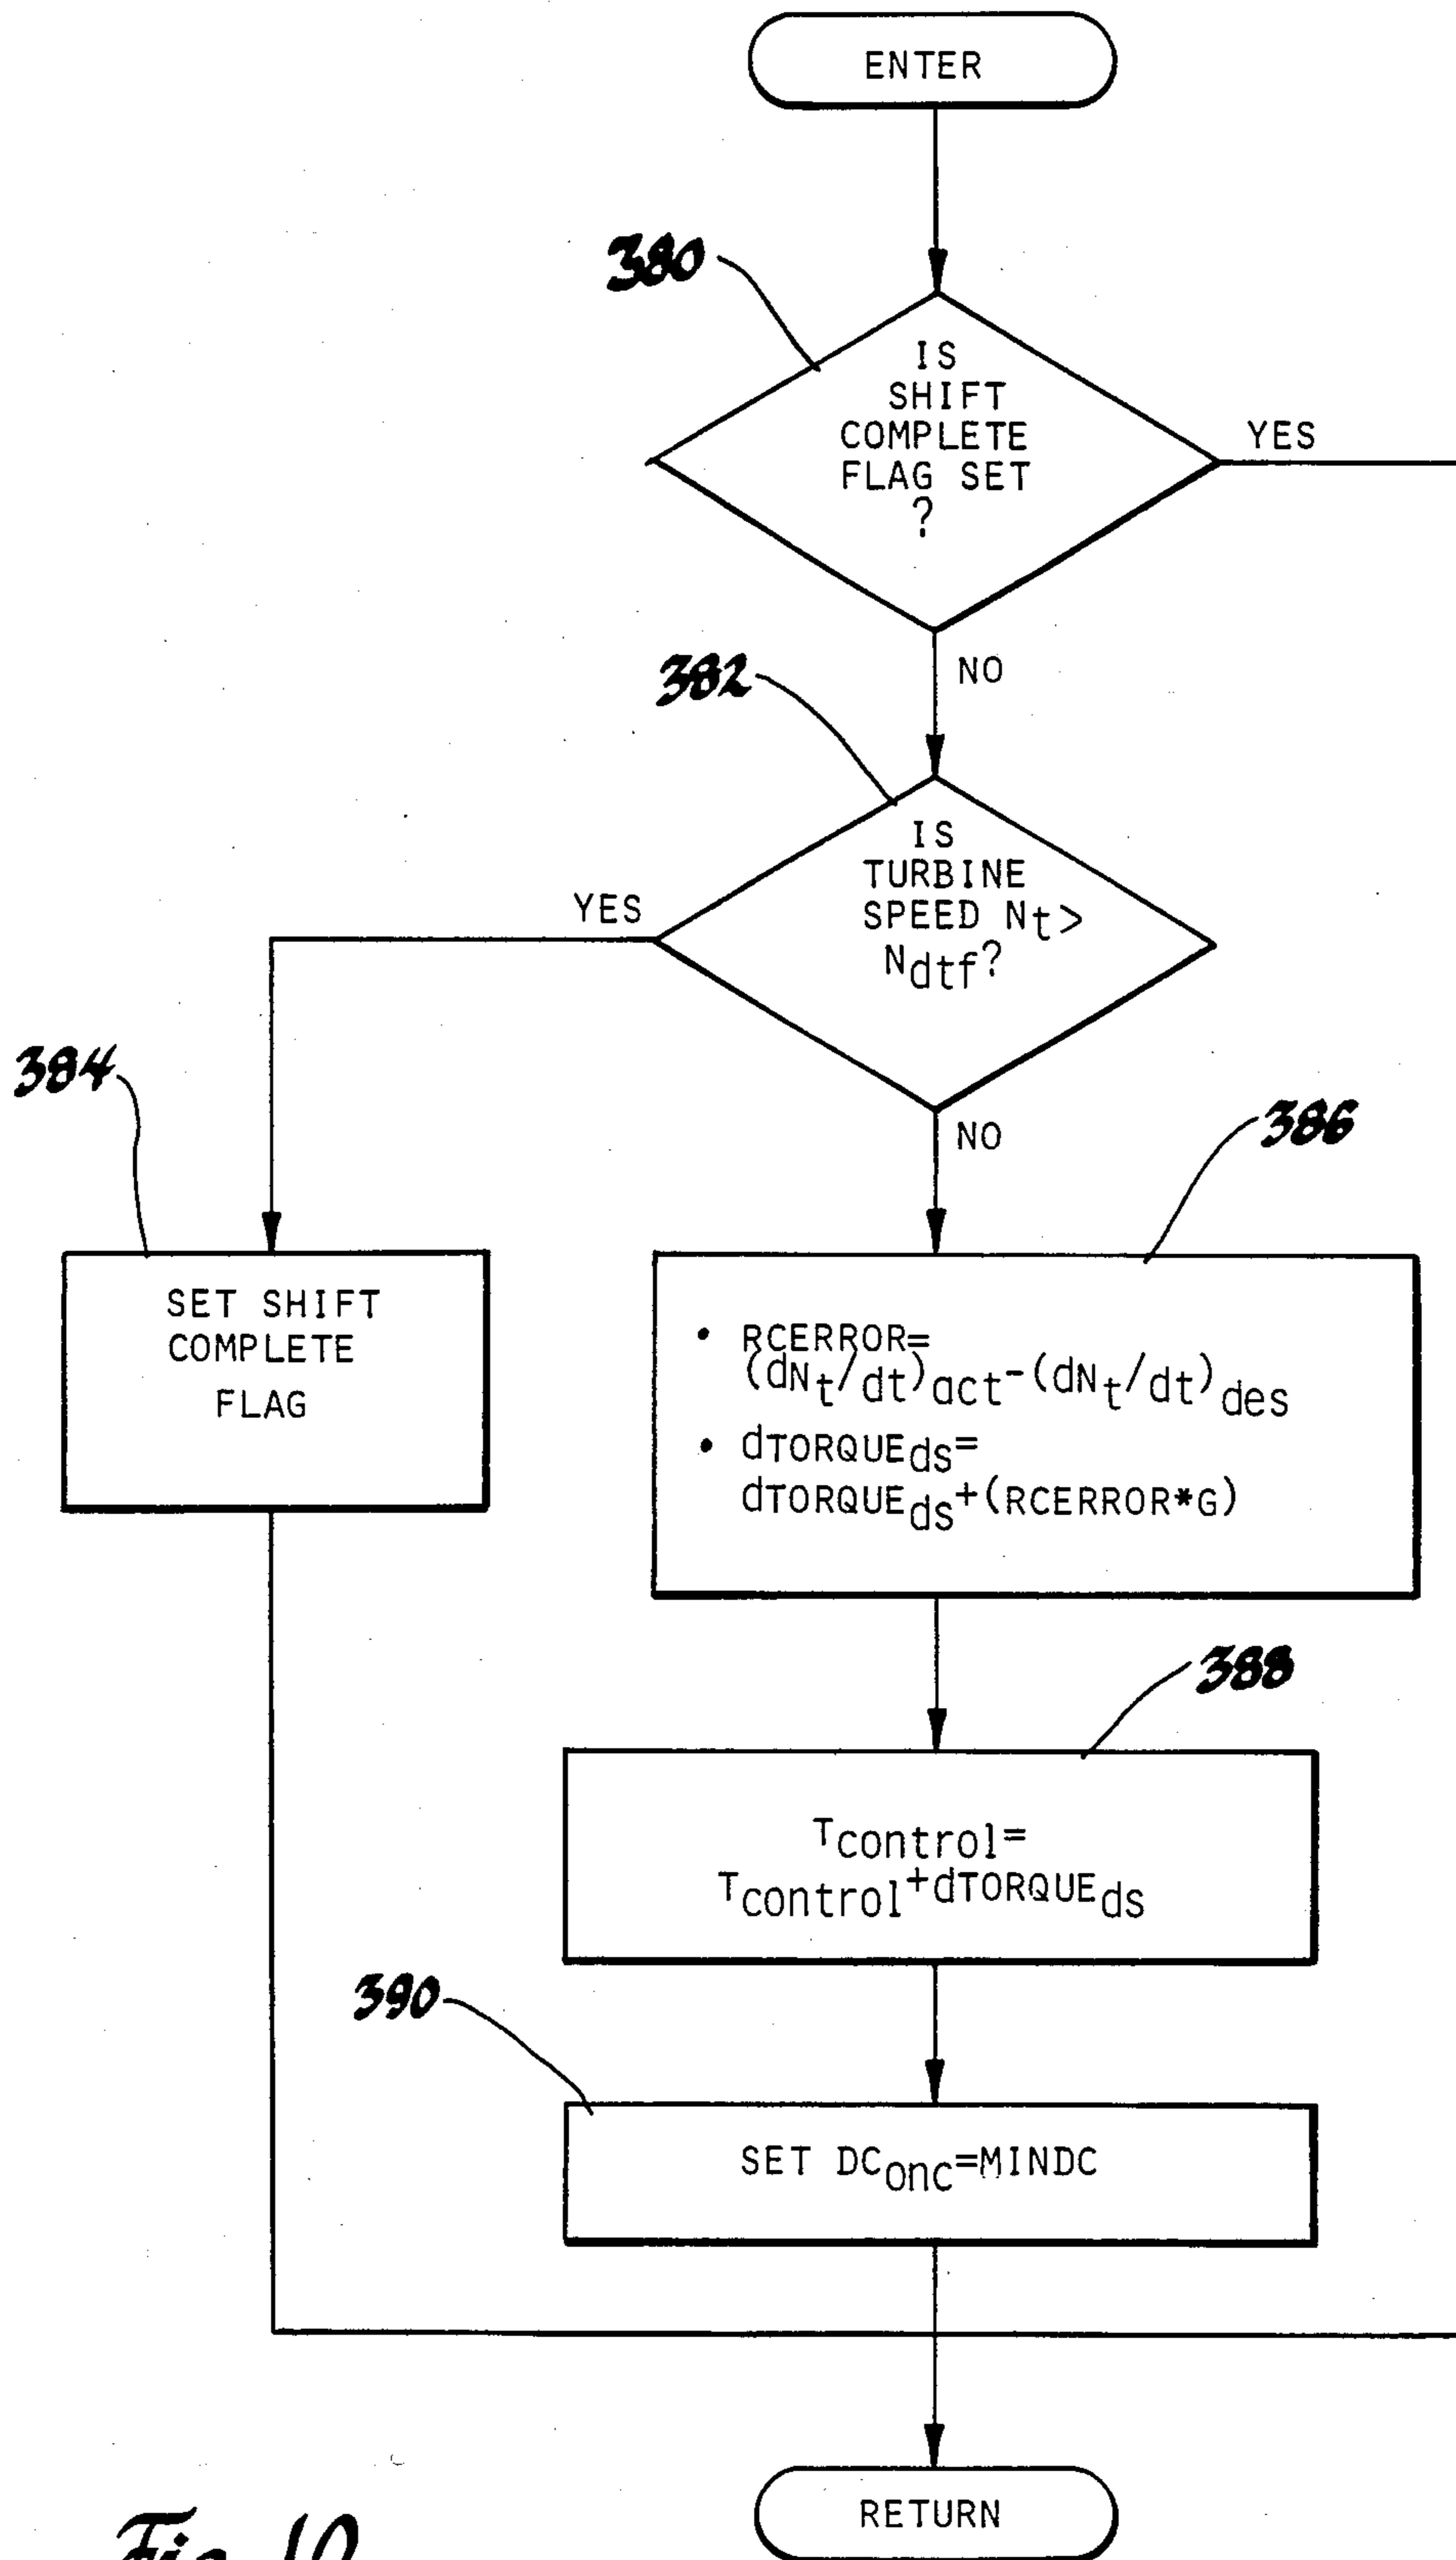 ENTER
380
IS
SHIFT
COMPLETE
FLAG SET
?
YES
NO
382
IS
TURBINE
SPEED Nt>
Ndtf?
YES
NO
384
SET SHIFT
COMPLETE
FLAG
386
• RCERROR=
(dNt/dt)act-(dNt/dt)des
• dTORQUEds=
dTORQUEds+(RCERROR*G)
388
Tcontrol=
Tcontrol+dTORQUEds
390
SET DConc=MINDC
RETURN
Fig. 10